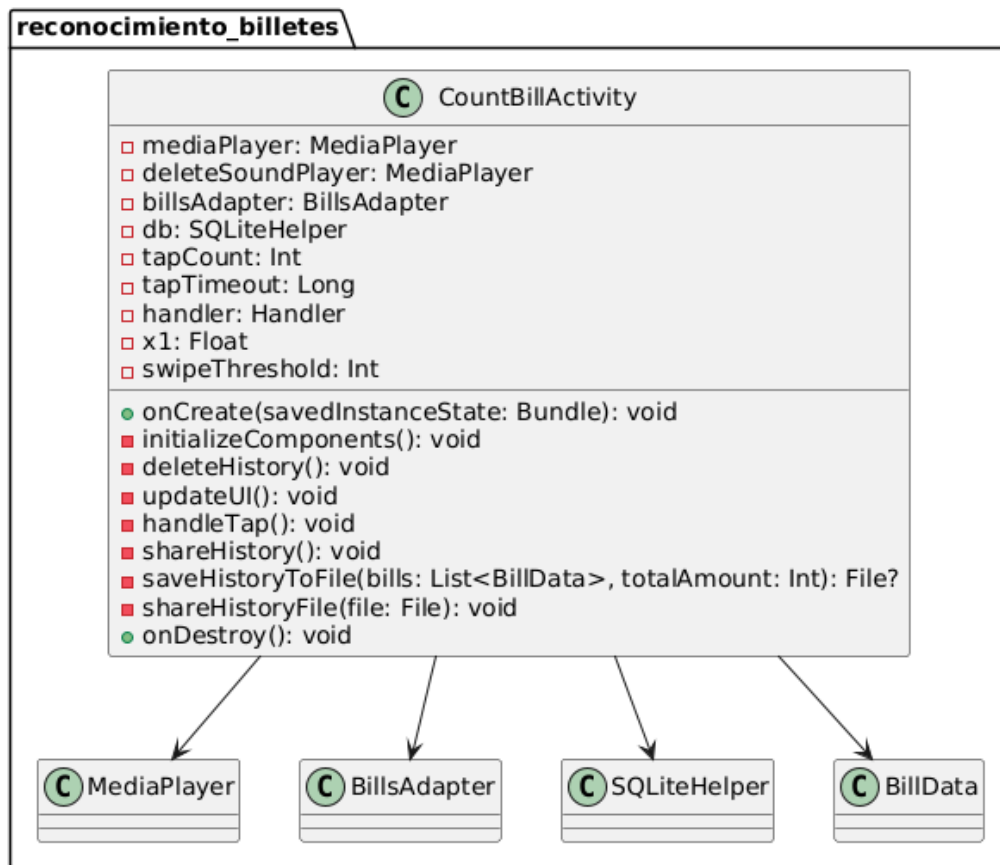 reconocimiento_billetes
C CountBillActivity
mediaPlayer: MediaPlayer
deleteSoundPlayer: MediaPlayer
billsAdapter: BillsAdapter
db: SQLiteHelper
tapCount: Int
tapTimeout: Long
handler: Handler
x1: Float
swipeThreshold: Int
onCreate(savedInstanceState: Bundle): void
initializeComponents(): void
deleteHistory(): void
updateUI(): void
handleTap(): void
shareHistory(): void
saveHistoryToFile(bills: List<BillData>, totalAmount: Int): File?
shareHistoryFile(file: File): void
onDestroy(): void
C MediaPlayer
C BillsAdapter
C SQLiteHelper
C BillData